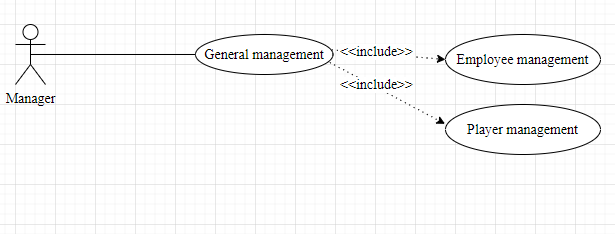 General management
<<include>>
Employee management
<<include>>
Manager
Player management